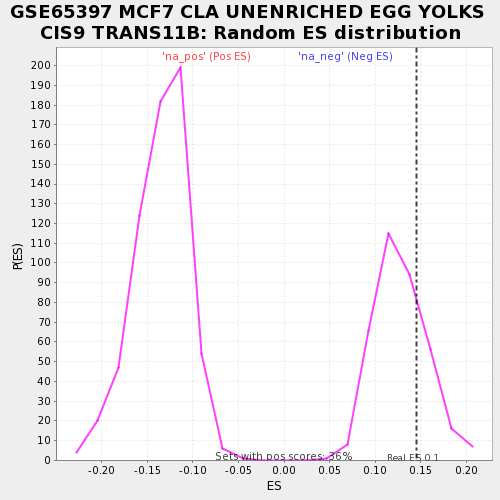 GSE65397 MCF7 CLA UNENRICHED EGG YOLKS
CIS9 TRANS11B: Random ES distribution
'na_pos' (Pos ES) 'na_neg' (Neg ES)
200
190
180
170
160
150
140
130
120
110
100
90
80
70
60
50
40
30
20
10
0
P(ES)
Sets with pos scores: 36%
Real ES 0.1
-0.20 -0.15 -0.10 -0.05 0.00 0.05 0.10 0.15 0.20
ES